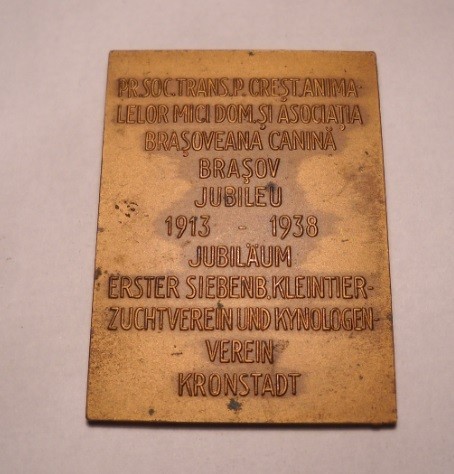 PR.SOC.TRANS.P. CREȘT.ANIMA-
LELOR MICI DOM.ȘI ASOCIAȚIA
BRAȘOVEANĂ CANINĂ
BRAȘOV
JUBILEU
1913 - 1938
JUBILÄUM
ERSTER SIEBENB.KLEINTIER-
ZUCHTVEREIN UND KYNOLOGEN-
VEREIN
KRONSTADT